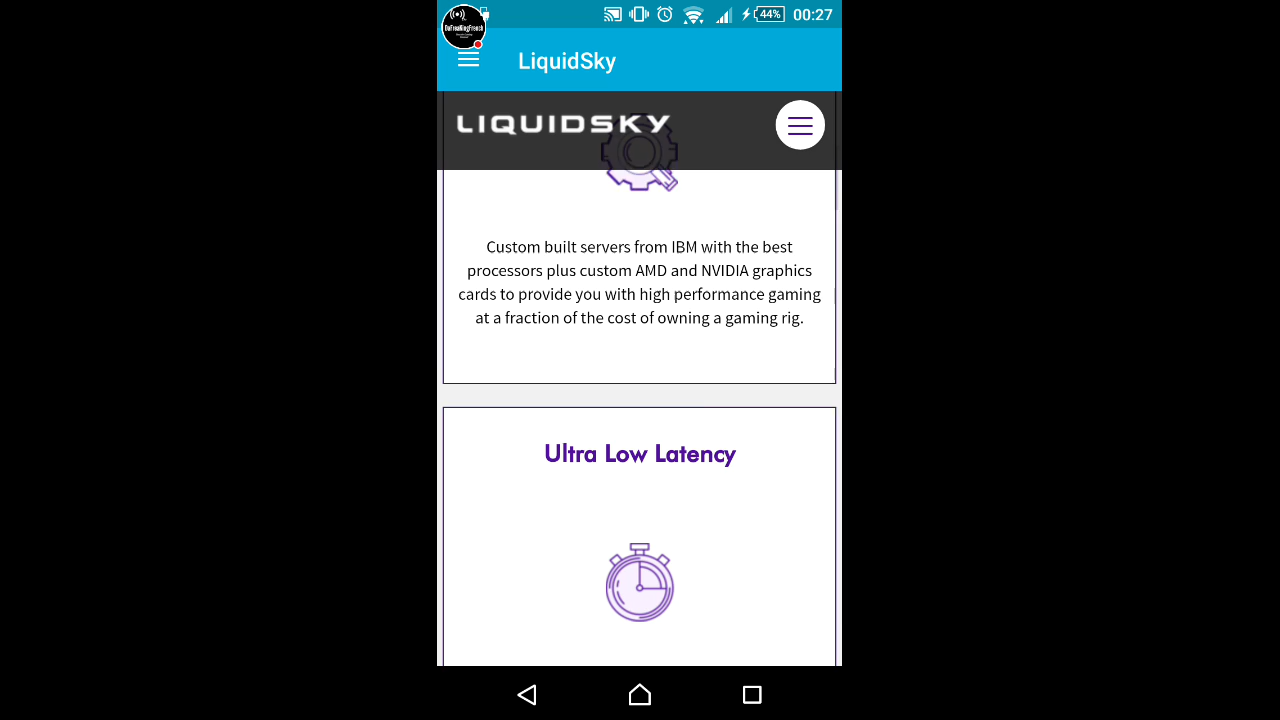 44% 00:27
DaFreakingFrench
LiquidSky
LIQUIDSKY
Custom built servers from IBM with the best
processors plus custom AMD and NVIDIA graphics
cards to provide you with high performance gaming
at a fraction of the cost of owning a gaming rig.
Ultra Low Latency